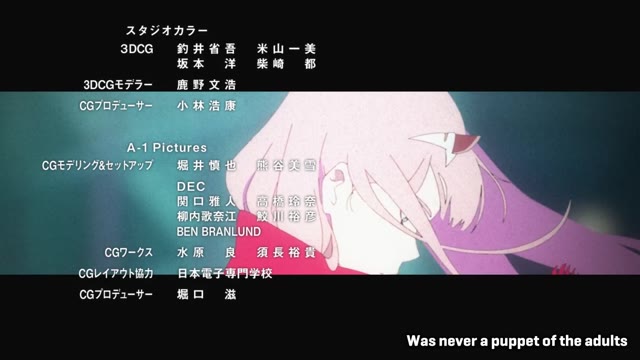 スタジオカラー
3DCG 釣井省吾 米山一美
坂本 洋 柴崎 都
3DCGモデラー 鹿野文浩
CGプロデューサー 小林浩康
A-1 Pictures
CGモデリング&セットアップ 堀井慎也 熊谷美雪
DEC
関口雅人 高橋玲奈
柳内歌奈江 鮫川裕彦
BEN BRANLUND
CGワークス 水原 良 須長裕貴
CGレイアウト協力 日本電子専門学校
CGプロデューサー 堀口 滋
Was never a puppet of the adults